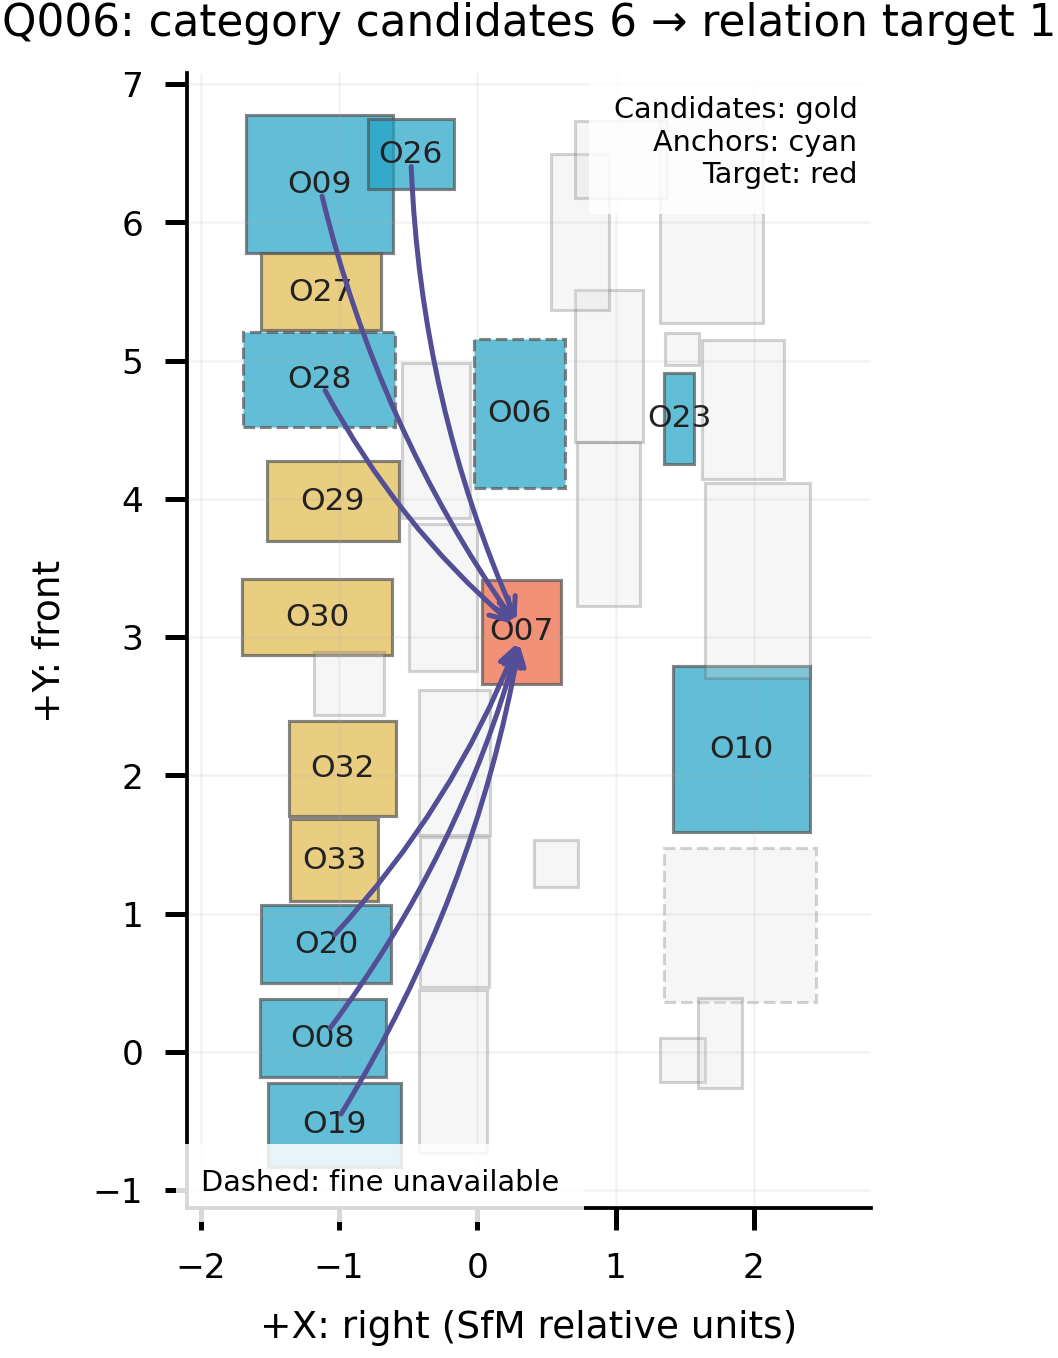 Q006: category candidates 6 → relation target 1
Candidates: gold
Anchors: cyan
Target: red
O26
O09
O27
O28
O06
O23
O29
O30
O07
O10
O32
O33
O20
O08
O19
Dashed: fine unavailable
7
6
5
4
3
2
1
0
−1
+Y: front
−2
−1
0
1
2
+X: right (SfM relative units)